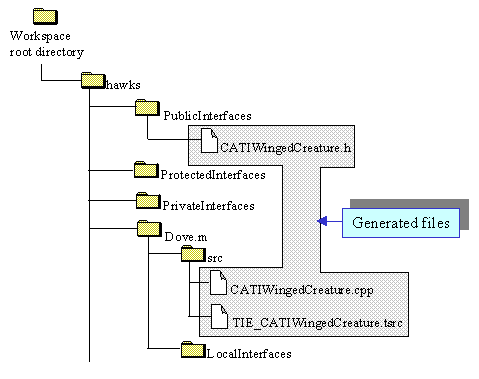 Workspace
root directory
hawks
PublicInterfaces
CATIWingedCreature.h
ProtectedInterfaces
PrivateInterfaces
Generated files
Dove.m
src
CATIWingedCreature.cpp
TIE_CATIWingedCreature.tsrc
LocalInterfaces